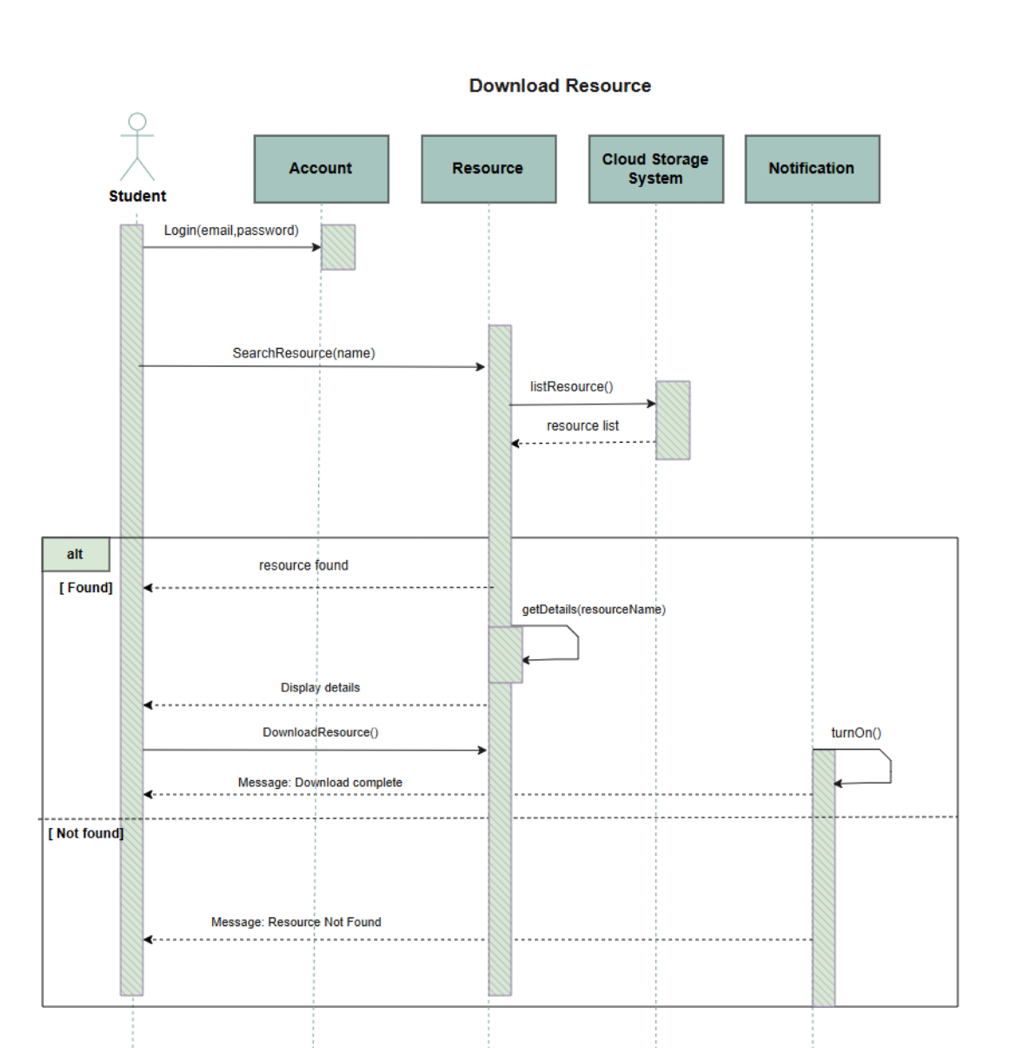 Download Resource
Student
Account
Resource
Cloud Storage
System
Notification
Login(email,password)
SearchResource(name)
listResource()
resource list
alt
resource found
[ Found]
getDetails(resourceName)
Display details
DownloadResource()
turnOn()
Message: Download complete
[ Not found]
Message: Resource Not Found